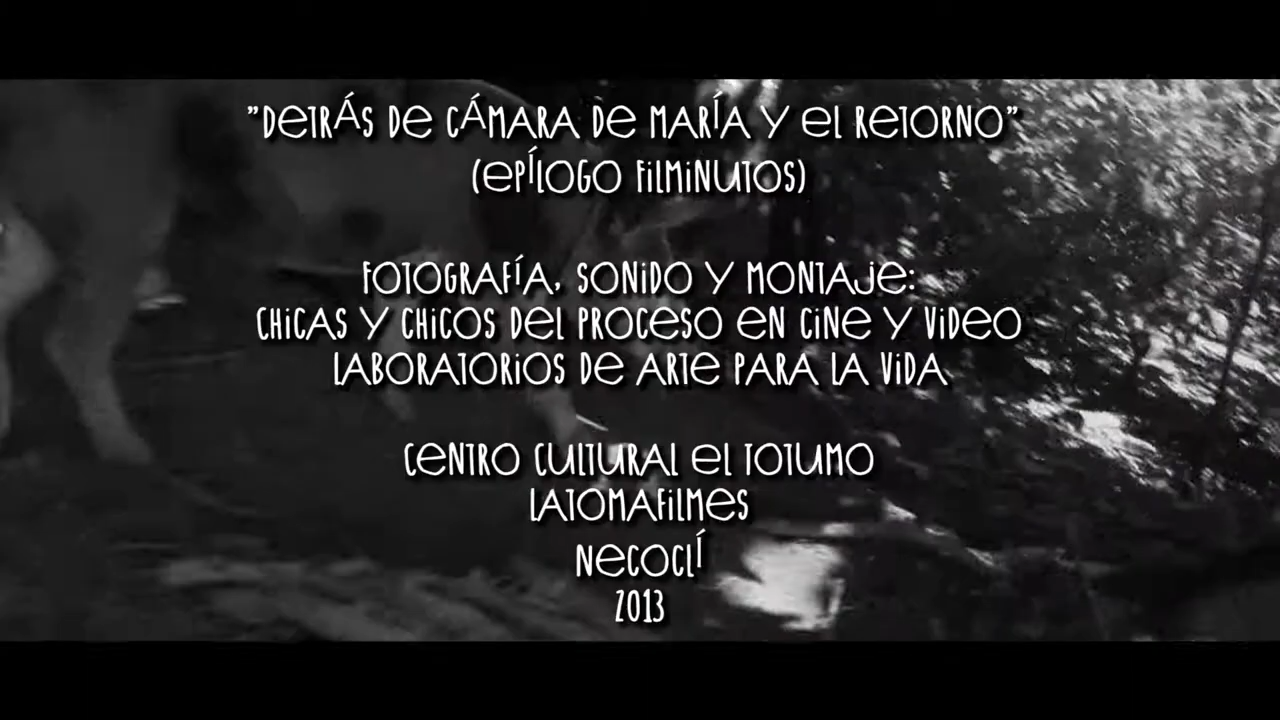 "DETRÁS DE CÁMARA DE MARÍA Y EL RETORNO"
(EPÍLOGO FILMINUTOS)
FOTOGRAFÍA, SONIDO Y MONTAJE:
CHICAS Y CHICOS DEL PROCESO EN CINE Y VIDEO
LABORATORIOS DE ARTE PARA LA VIDA
CENTRO CULTURAL EL TOTUMO
LATOMAFILMES
NECOCLÍ
2013